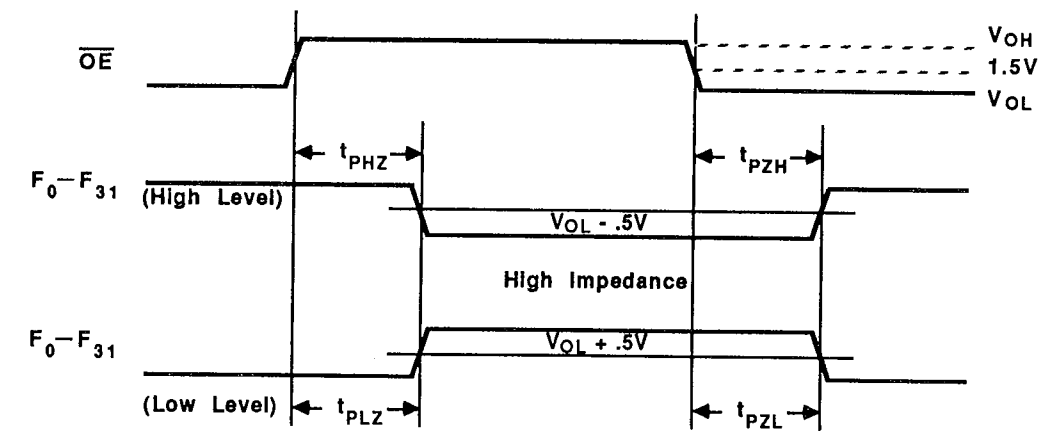 OE
VOH
1.5V
VOL
tPHZ
tPZH
F0–F31
(High Level)
VOL - .5V
High Impedance
F0–F31
VOL + .5V
(Low Level)
tPLZ
tPZL